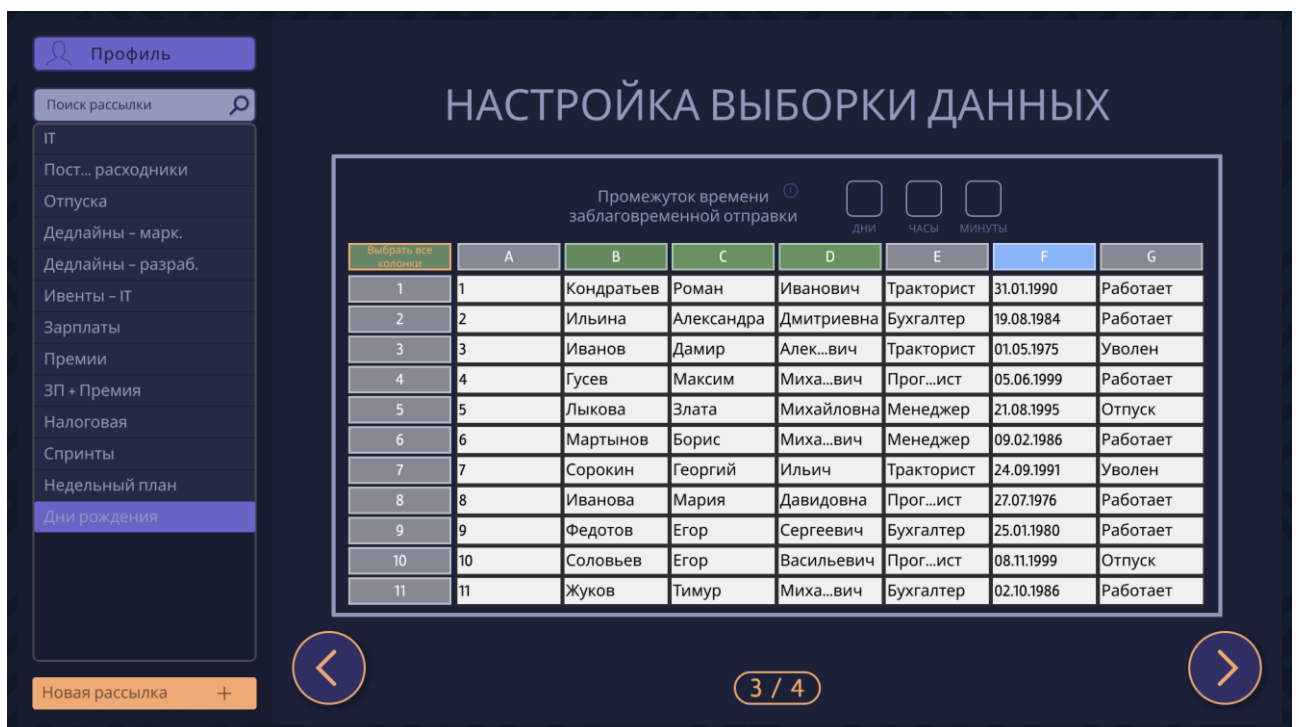 Профиль
Поиск рассылки
IT
Пост... расходники
Отпуска
Дедлайны – марк.
Дедлайны – разраб.
Ивенты – IT
Зарплаты
Премии
ЗП + Премия
Налоговая
Спринты
Недельный план
Дни рождения
Новая рассылка +
НАСТРОЙКА ВЫБОРКИ ДАННЫХ
Промежуток времени
заблаговременной отправки
ДНИ ЧАСЫ МИНУТЫ
Выбрать все
колонки
A B C D E F G
1 1 Кондратьев Роман Иванович Тракторист 31.01.1990 Работает
2 2 Ильина Александра Дмитриевна Бухгалтер 19.08.1984 Работает
3 3 Иванов Дамир Алек...вич Тракторист 01.05.1975 Уволен
4 4 Гусев Максим Миха...вич Прог...ист 05.06.1999 Работает
5 5 Лыкова Злата Михайловна Менеджер 21.08.1995 Отпуск
6 6 Мартынов Борис Миха...вич Менеджер 09.02.1986 Работает
7 7 Сорокин Георгий Ильич Тракторист 24.09.1991 Уволен
8 8 Иванова Мария Давидовна Прог...ист 27.07.1976 Работает
9 9 Федотов Егор Сергеевич Бухгалтер 25.01.1980 Работает
10 10 Соловьев Егор Васильевич Прог...ист 08.11.1999 Отпуск
11 11 Жуков Тимур Миха...вич Бухгалтер 02.10.1986 Работает
3 / 4